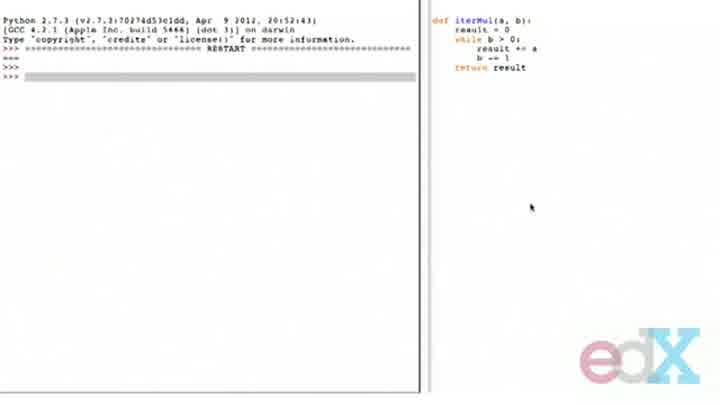 Python 2.7.3 (v2.7.3:70274d53c1dd, Apr  9 2012, 20:52:43)
[GCC 4.2.1 (Apple Inc. build 5666) (dot 3)] on darwin
Type "copyright", "credits" or "license()" for more information.
>>> ================================ RESTART ================================
>>>
>>>
def iterMul(a, b):
    result = 0
    while b > 0:
        result += a
        b -= 1
    return result
edX